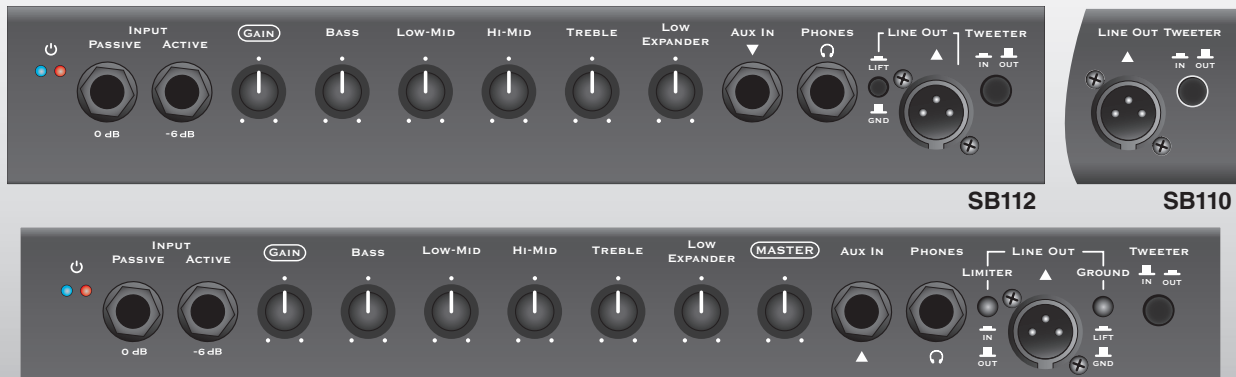 INPUT
PASSIVE ACTIVE GAIN BASS LOW-MID HI-MID TREBLE LOW EXPANDER AUX IN PHONES LINE OUT TWEETER
LIFT IN OUT
GND
0 dB -6 dB
LINE OUT TWEETER
IN OUT
SB112 SB110
INPUT
PASSIVE ACTIVE GAIN BASS LOW-MID HI-MID TREBLE LOW EXPANDER MASTER AUX IN PHONES LINE OUT TWEETER
LIMITER GROUND IN OUT
IN LIFT
OUT GND
0 dB -6 dB